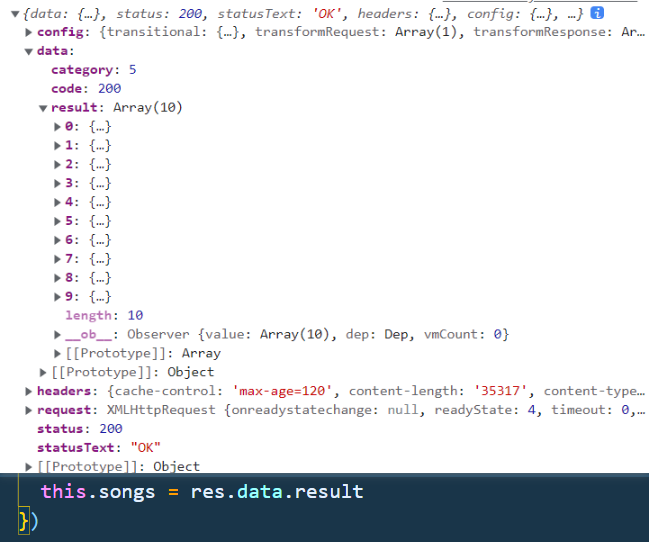 ▼{data: {…}, status: 200, statusText: 'OK', headers: {…}, config: {…}, …} i
▶config: {transitional: {…}, transformRequest: Array(1), transformResponse: Ar…
▼data:
category: 5
code: 200
▼result: Array(10)
▶0: {…}
▶1: {…}
▶2: {…}
▶3: {…}
▶4: {…}
▶5: {…}
▶6: {…}
▶7: {…}
▶8: {…}
▶9: {…}
length: 10
▶__ob__: Observer {value: Array(10), dep: Dep, vmCount: 0}
▶[[Prototype]]: Array
▶[[Prototype]]: Object
▶headers: {cache-control: 'max-age=120', content-length: '35317', content-type…
▶request: XMLHttpRequest {onreadystatechange: null, readyState: 4, timeout: 0,…
status: 200
statusText: "OK"
▶[[Prototype]]: Object
this.songs = res.data.result
})